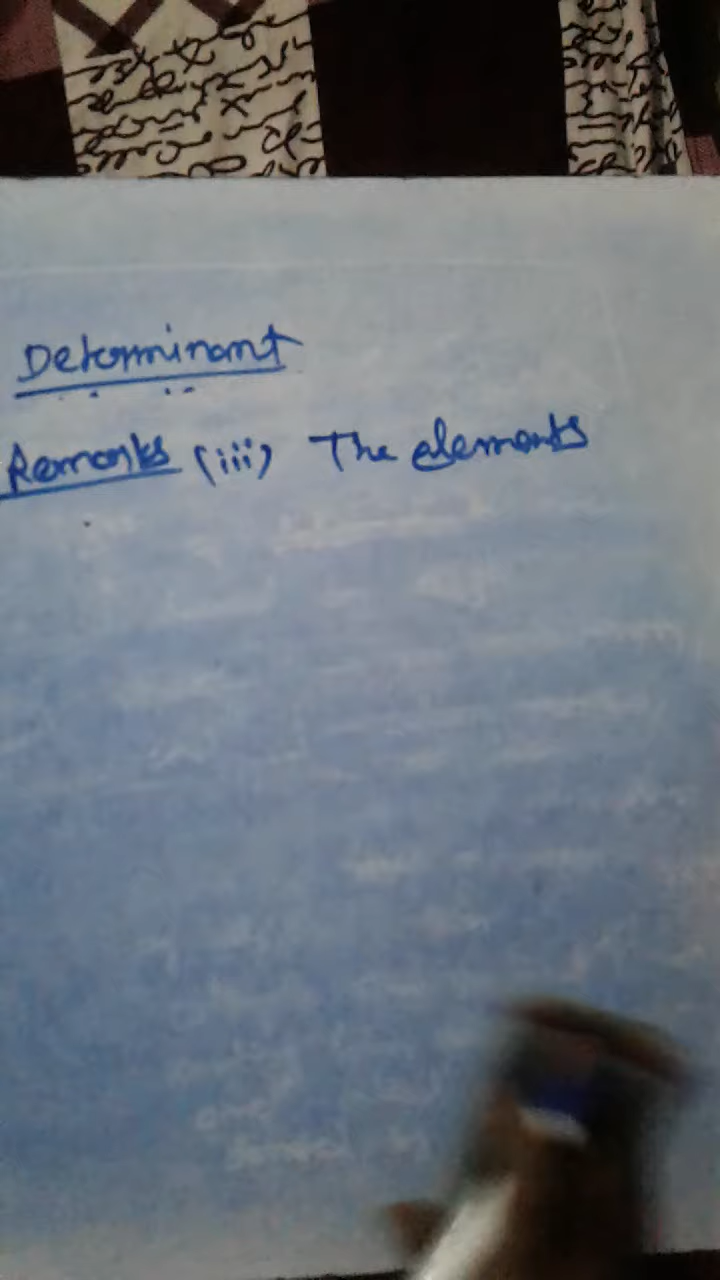 Determinant
Remarks (iii) The elements